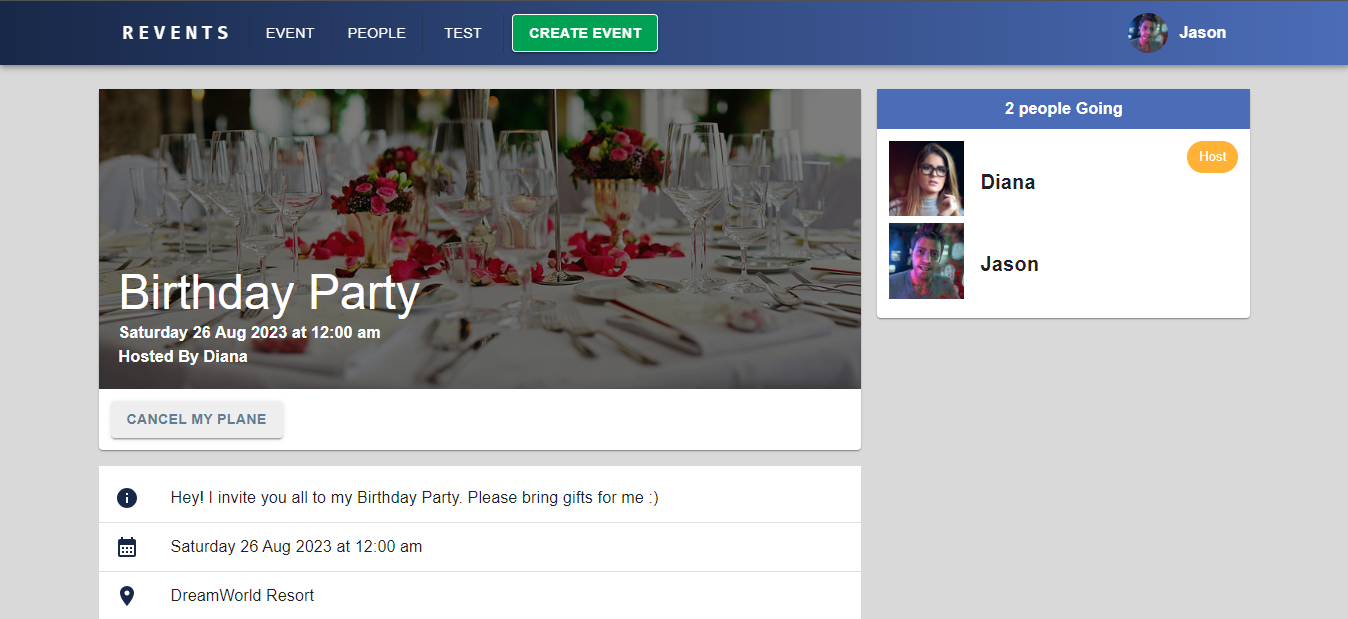 REVENTS
EVENT
PEOPLE
TEST
CREATE EVENT
Jason
Birthday Party
Saturday 26 Aug 2023 at 12:00 am
Hosted By Diana
CANCEL MY PLANE
Hey! I invite you all to my Birthday Party. Please bring gifts for me :)
Saturday 26 Aug 2023 at 12:00 am
DreamWorld Resort
2 people Going
Host
Diana
Jason